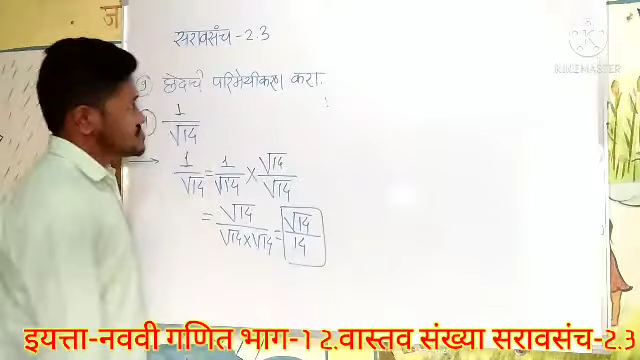 ज
सरावसंच - 2.3
छेदाचे परिमेयीकरण करा.
1/√14
→ 1/√14 = 1/√14 × √14/√14
= √14/√14×√14 = √14/14
K
KINEMASTER
इयत्ता-नववी गणित भाग-1 2.वास्तव संख्या सरावसंच-2.3